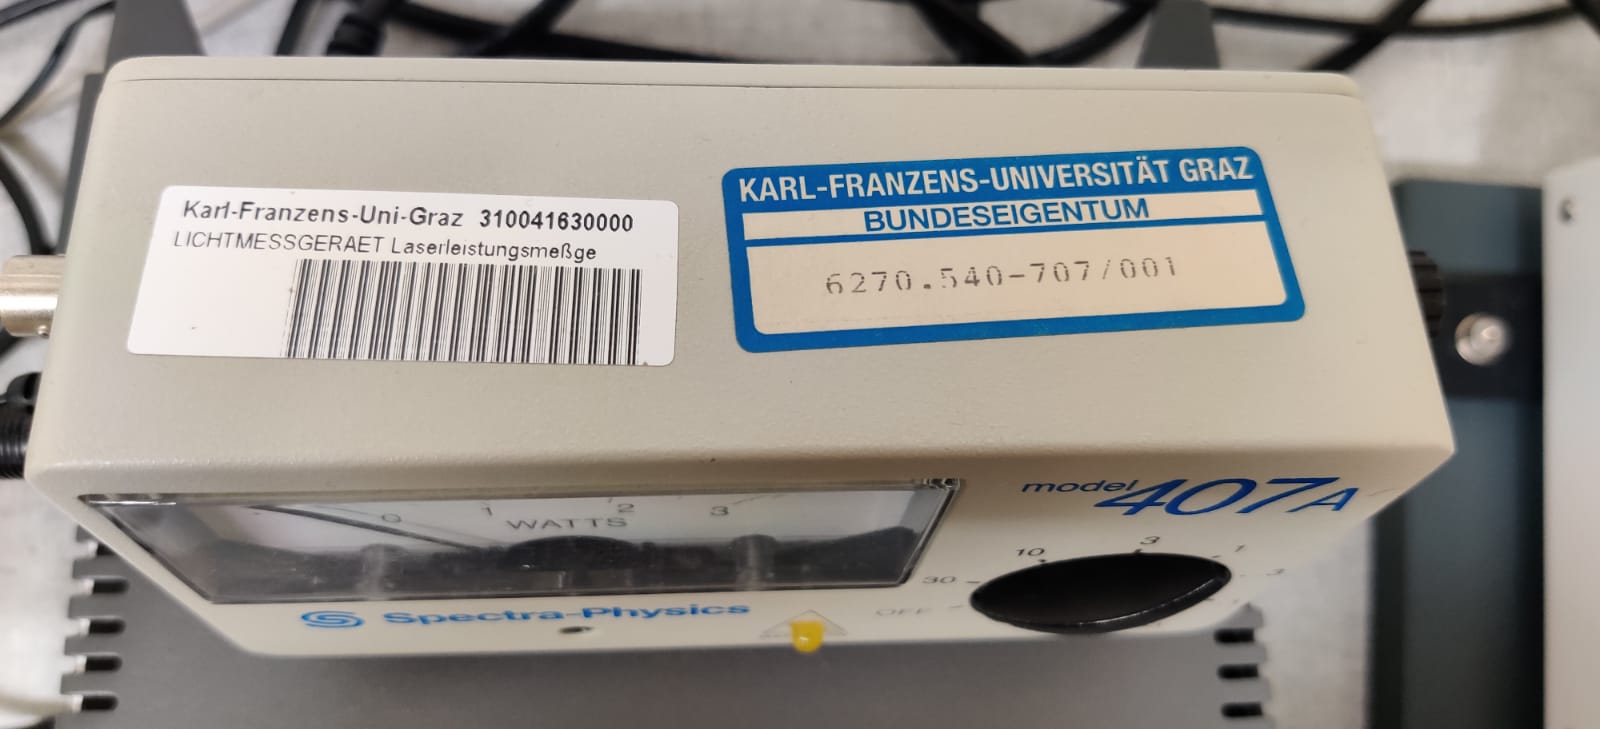 Karl-Franzens-Uni-Graz 310041630000
LICHTMESSGERAET Laserleistungsmeßge
KARL-FRANZENS-UNIVERSITÄT GRAZ
BUNDESEIGENTUM
6270.540-707/001
model 407A
0 1 2 3
WATTS
30 10 3 1 .3 .1
OFF
Spectra-Physics